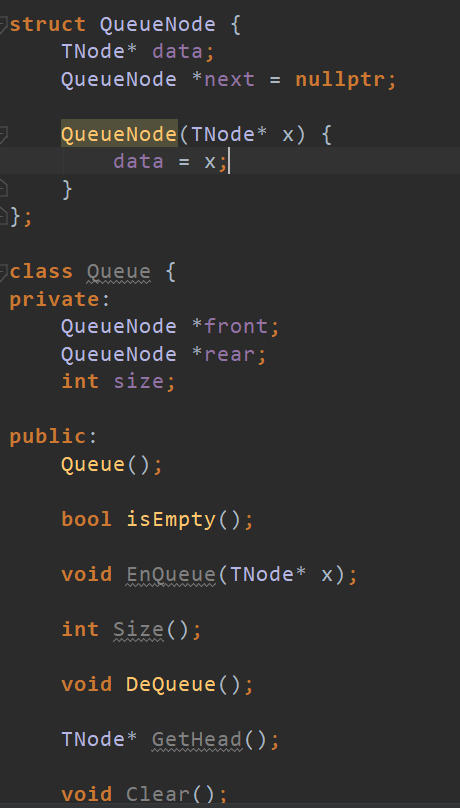 struct QueueNode {
    TNode* data;
    QueueNode *next = nullptr;

    QueueNode(TNode* x) {
        data = x;
    }
};

class Queue {
private:
    QueueNode *front;
    QueueNode *rear;
    int size;

public:
    Queue();

    bool isEmpty();

    void EnQueue(TNode* x);

    int Size();

    void DeQueue();

    TNode* GetHead();

    void Clear();